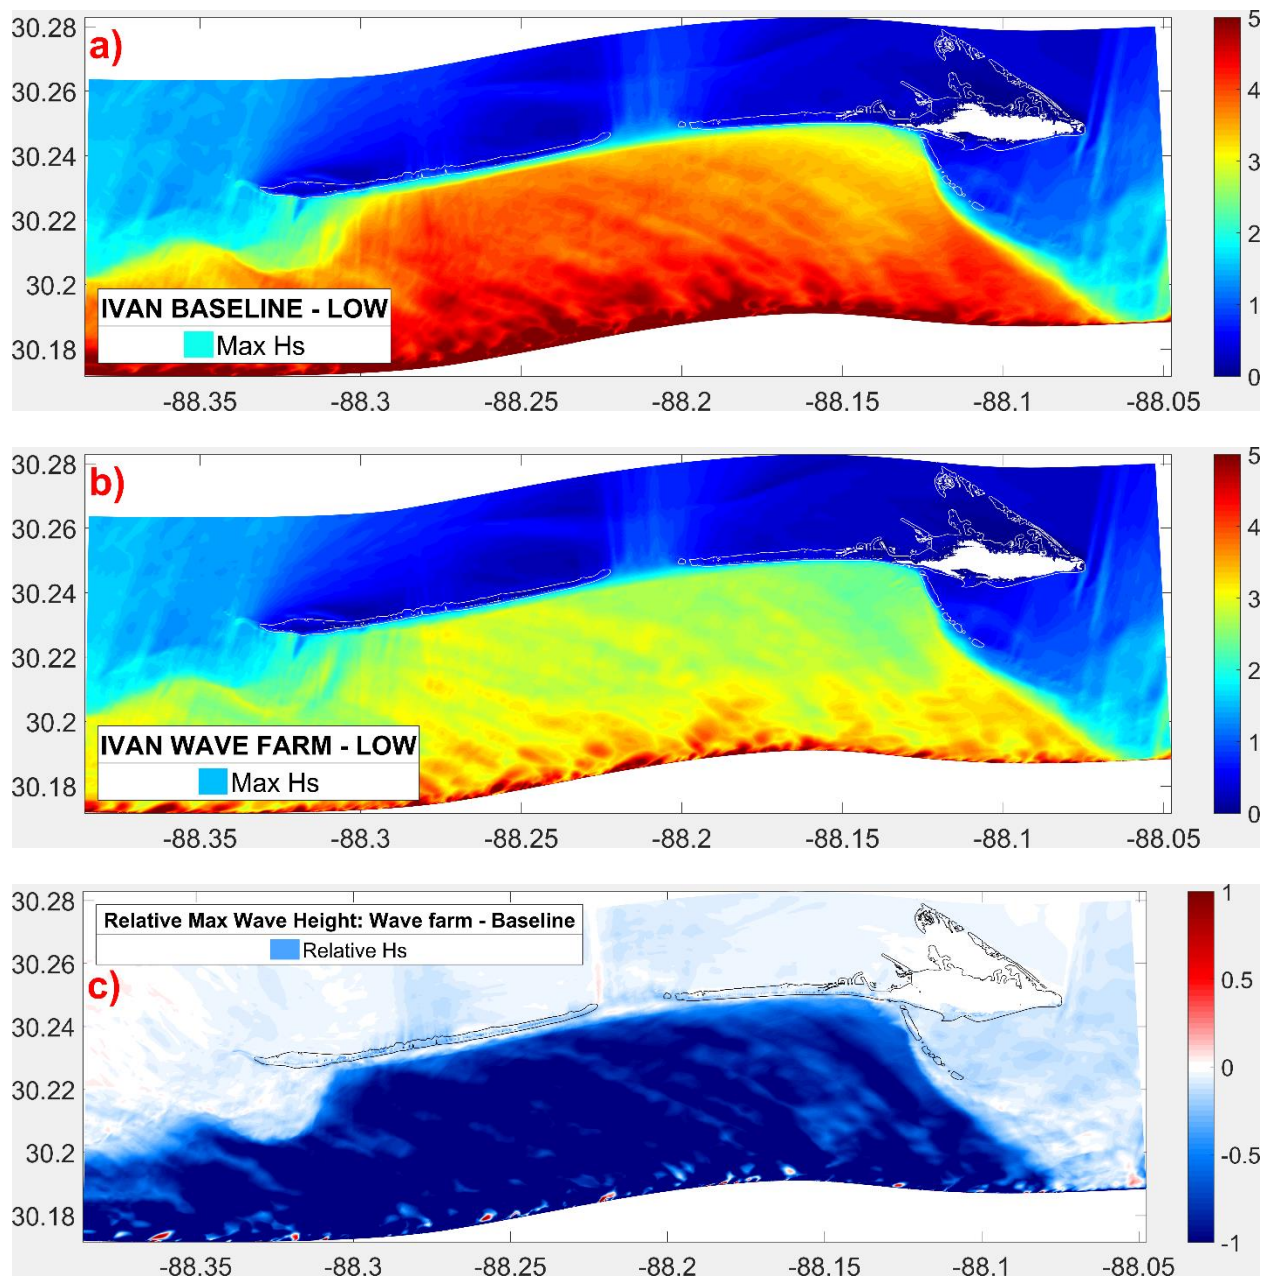 a)
30.28
30.26
30.24
30.22
30.2
30.18
IVAN BASELINE - LOW
Max Hs
-88.35 -88.3 -88.25 -88.2 -88.15 -88.1 -88.05
5
4
3
2
1
0
b)
30.28
30.26
30.24
30.22
30.2
30.18
IVAN WAVE FARM - LOW
Max Hs
-88.35 -88.3 -88.25 -88.2 -88.15 -88.1 -88.05
5
4
3
2
1
0
30.28
30.26
30.24
30.22
30.2
30.18
Relative Max Wave Height: Wave farm - Baseline
Relative Hs
c)
-88.35 -88.3 -88.25 -88.2 -88.15 -88.1 -88.05
1
0.5
0
-0.5
-1